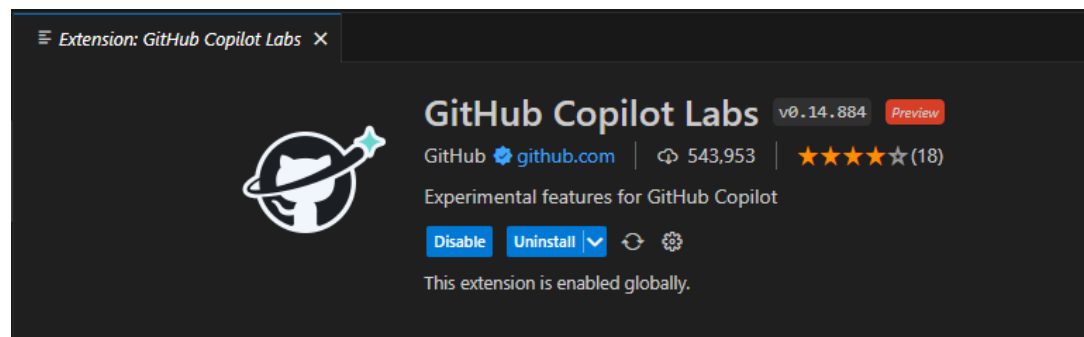 Extension: GitHub Copilot Labs
GitHub Copilot Labs v0.14.884 Preview
GitHub github.com 543,953 (18)
Experimental features for GitHub Copilot
Disable Uninstall
This extension is enabled globally.